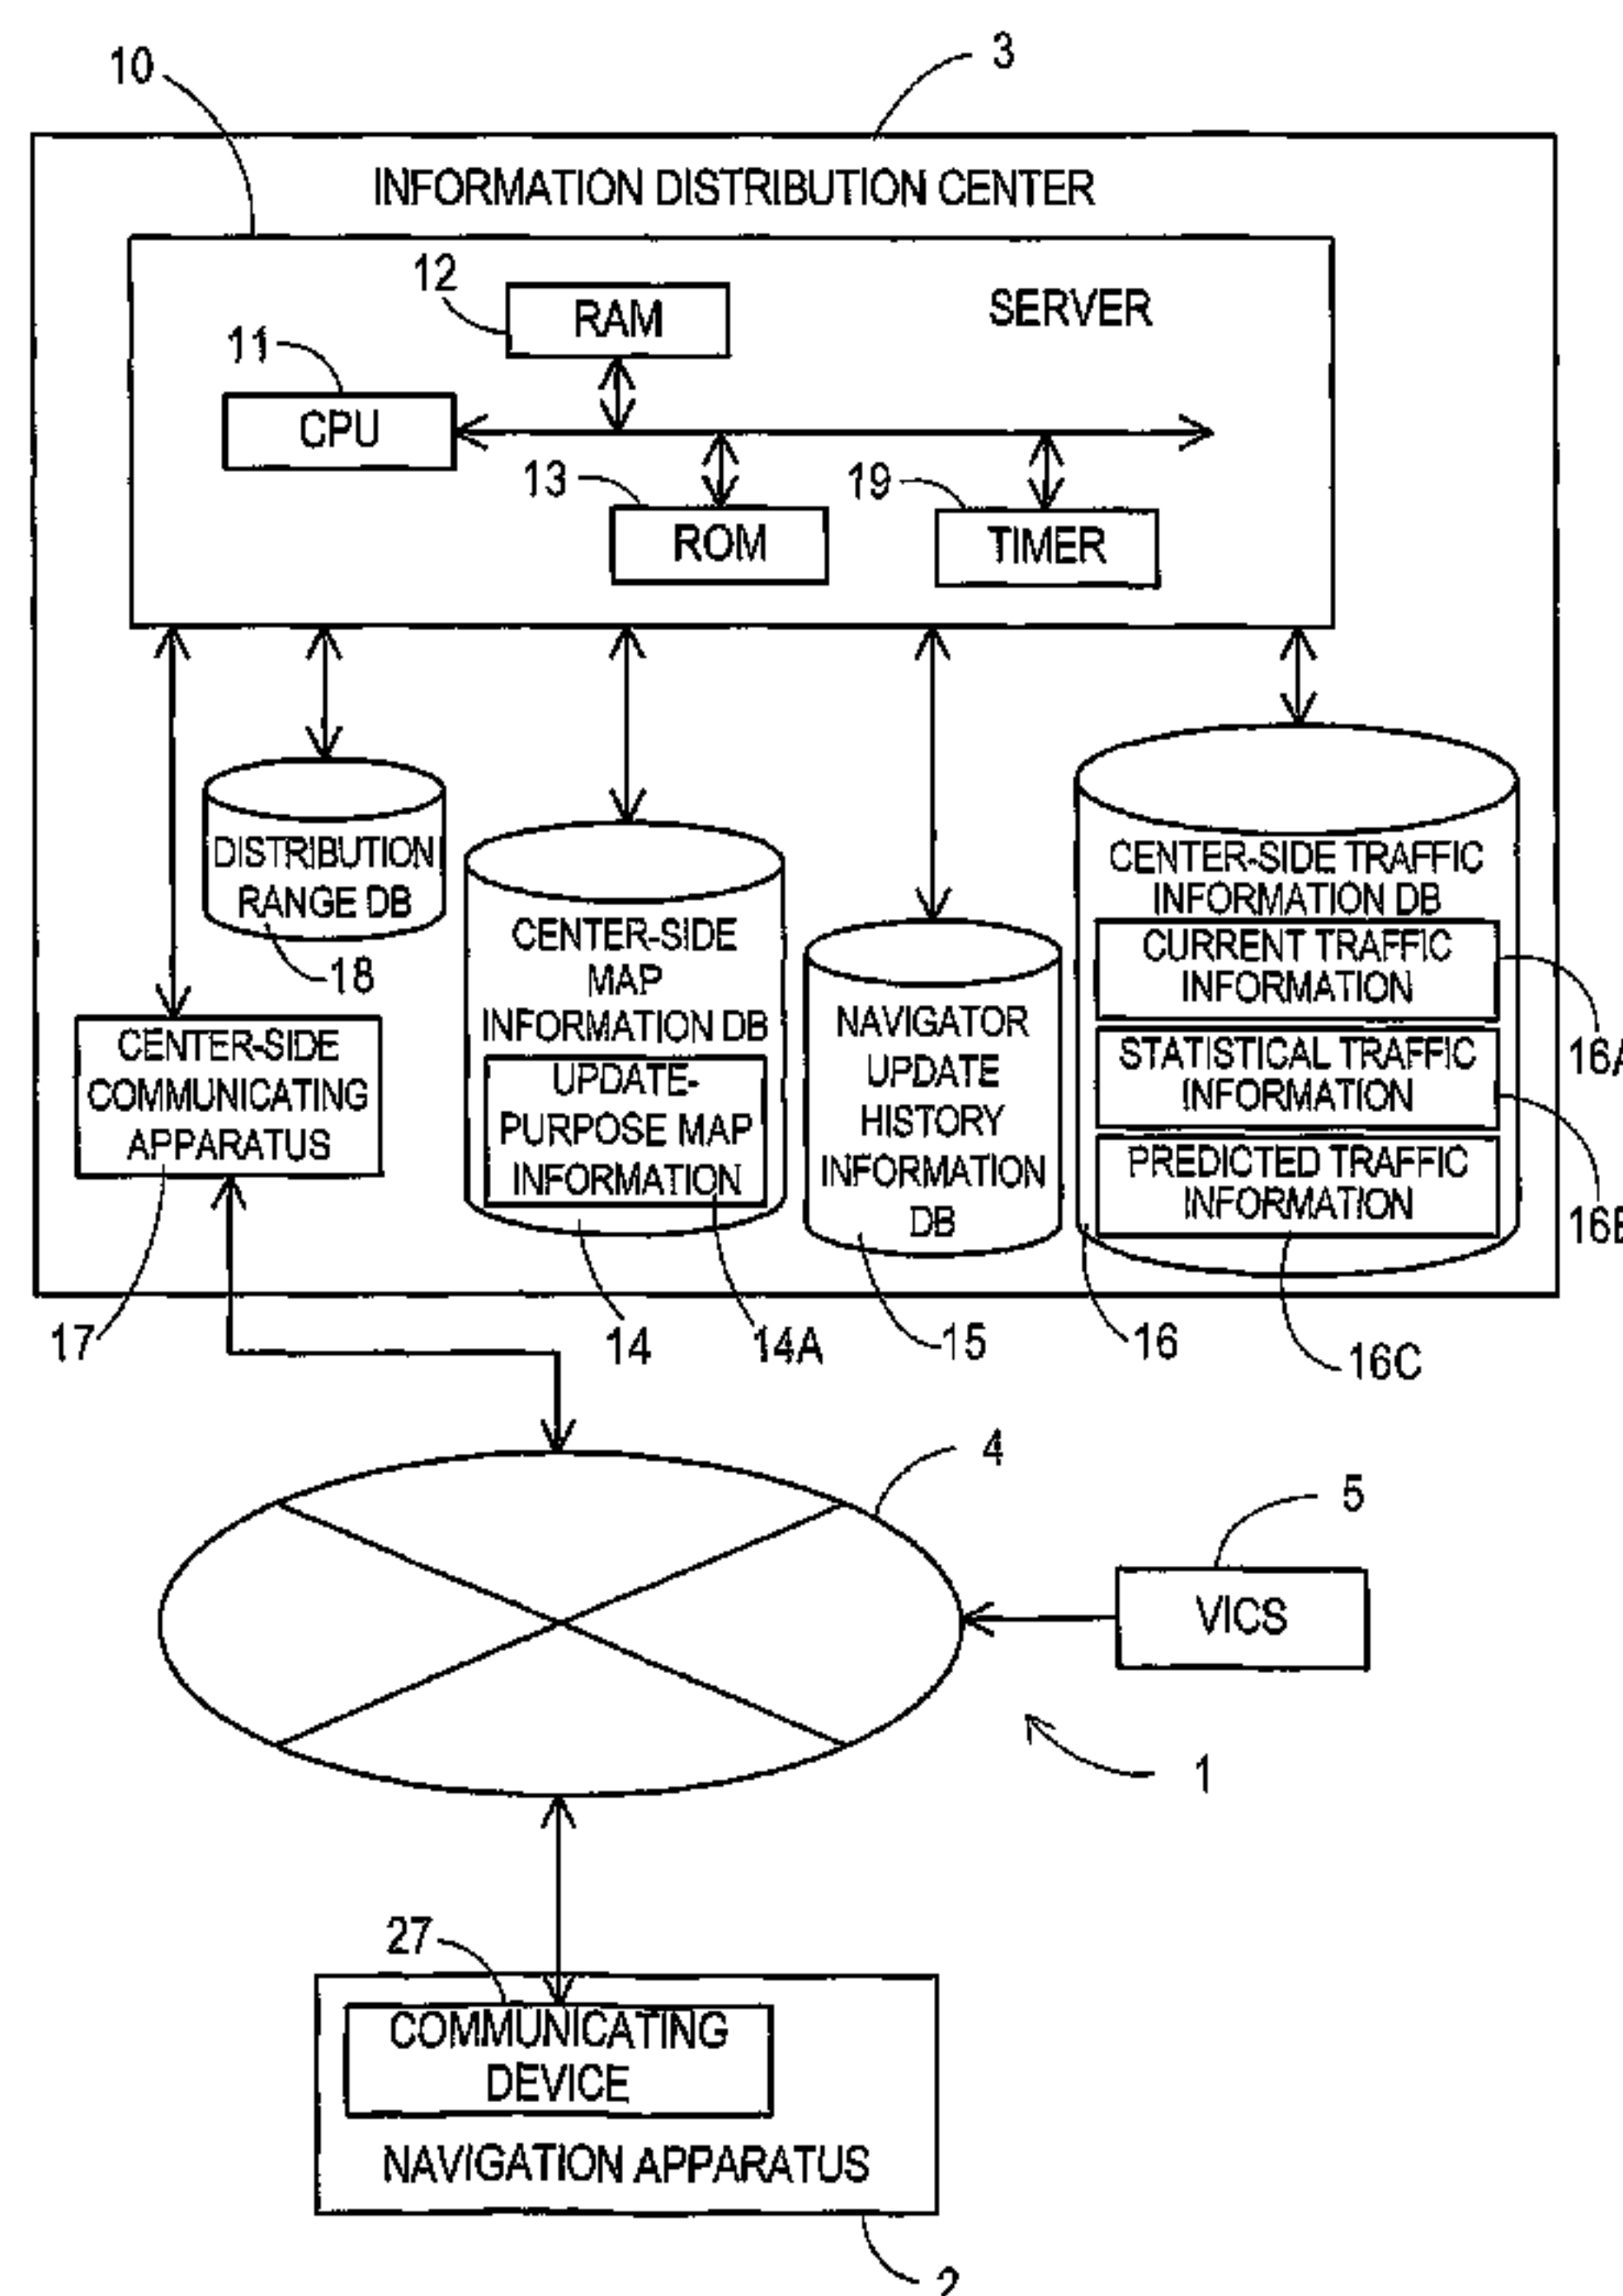 10
3
INFORMATION DISTRIBUTION CENTER
12
RAM
SERVER
11
CPU
13
19
ROM
TIMER
DISTRIBUTION
RANGE DB
18
CENTER-SIDE
MAP
INFORMATION DB
UPDATE-
PURPOSE MAP
INFORMATION
NAVIGATOR
UPDATE
HISTORY
INFORMATION
DB
CENTER-SIDE TRAFFIC
INFORMATION DB
CURRENT TRAFFIC
INFORMATION
16A
STATISTICAL TRAFFIC
INFORMATION
16B
PREDICTED TRAFFIC
INFORMATION
CENTER-SIDE
COMMUNICATING
APPARATUS
17
14
14A
15
16
16C
4
5
VICS
1
27
COMMUNICATING
DEVICE
NAVIGATION APPARATUS
2